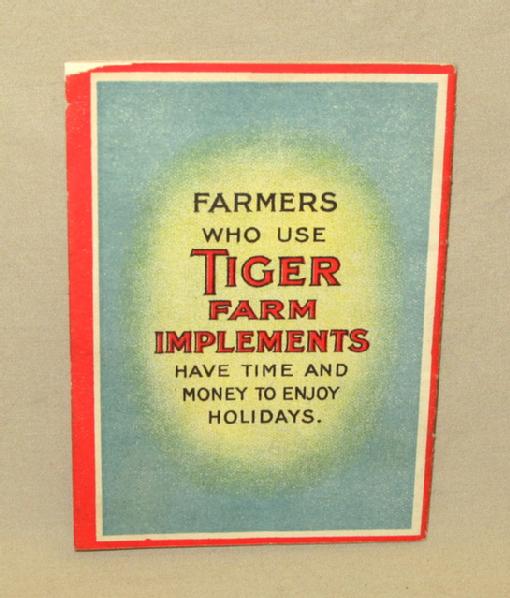 FARMERS
WHO USE
TIGER
FARM
IMPLEMENTS
HAVE TIME AND
MONEY TO ENJOY
HOLIDAYS.